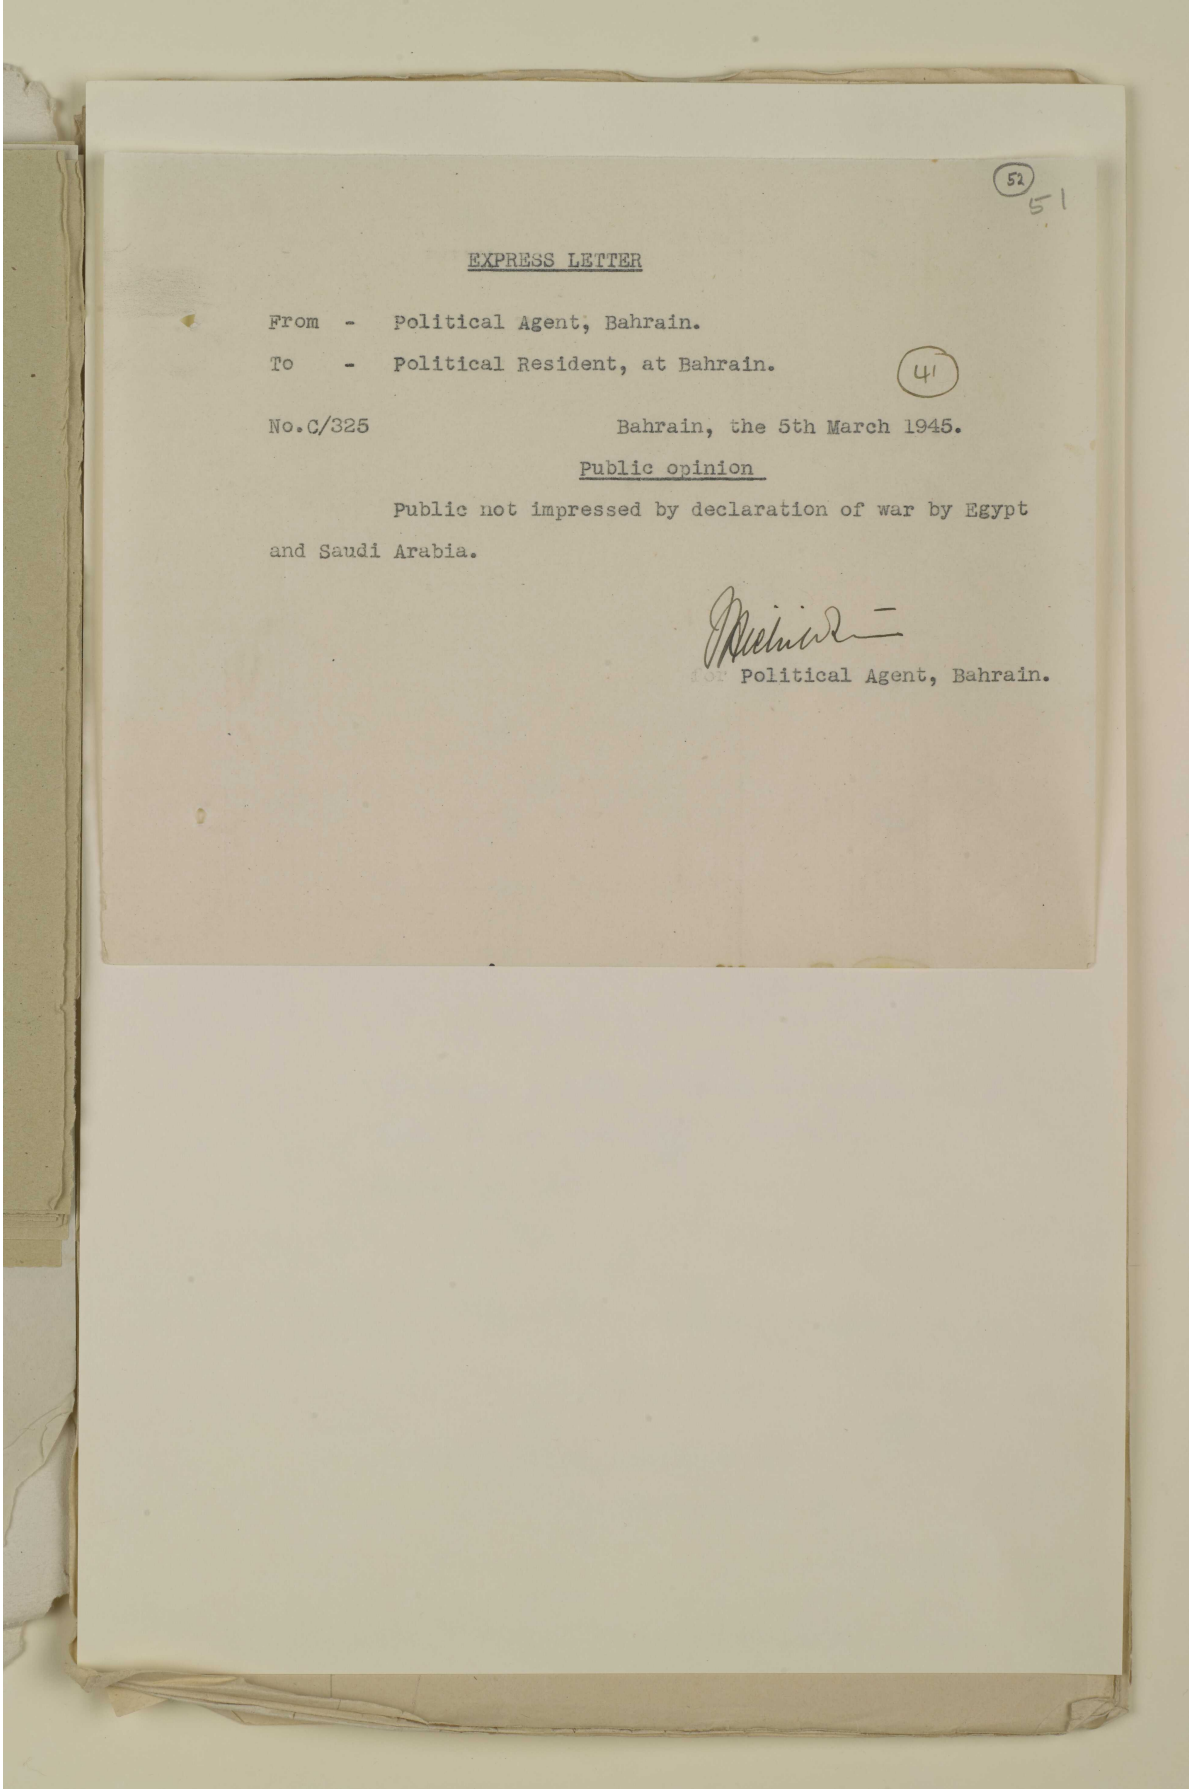 52
51
EXPRESS LETTER
From - Political Agent, Bahrain.
To - Political Resident, at Bahrain.
41
No.C/325 Bahrain, the 5th March 1945.
Public opinion
Public not impressed by declaration of war by Egypt
and Saudi Arabia.
for Political Agent, Bahrain.